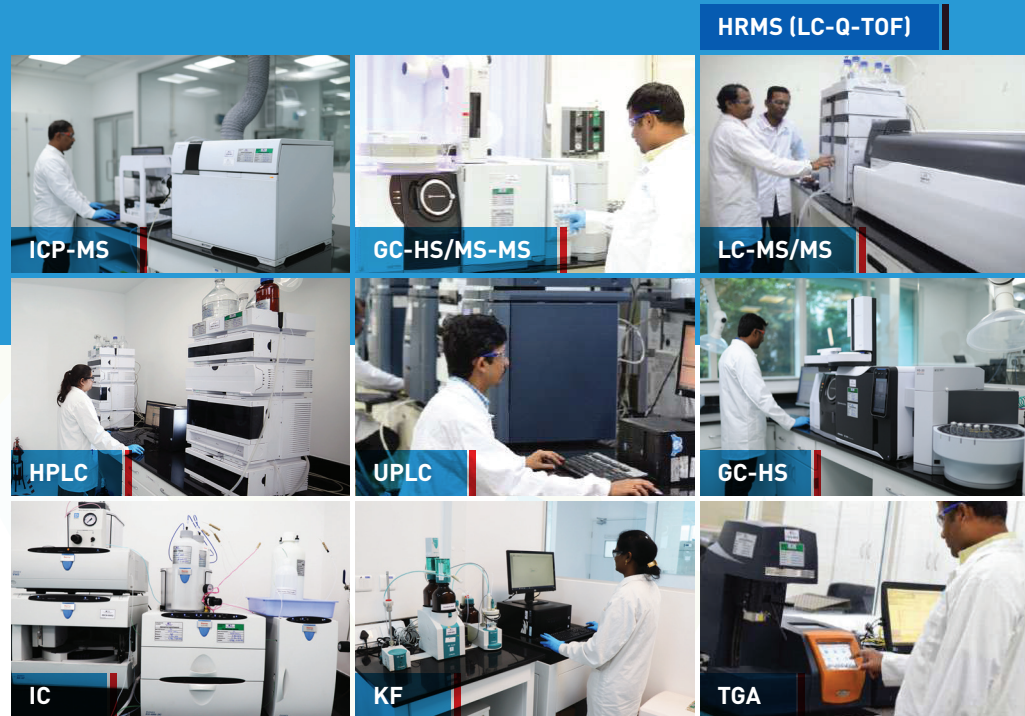 HRMS (LC-Q-TOF)
ICP-MS
GC-HS/MS-MS
LC-MS/MS
HPLC
UPLC
GC-HS
IC
KF
TGA